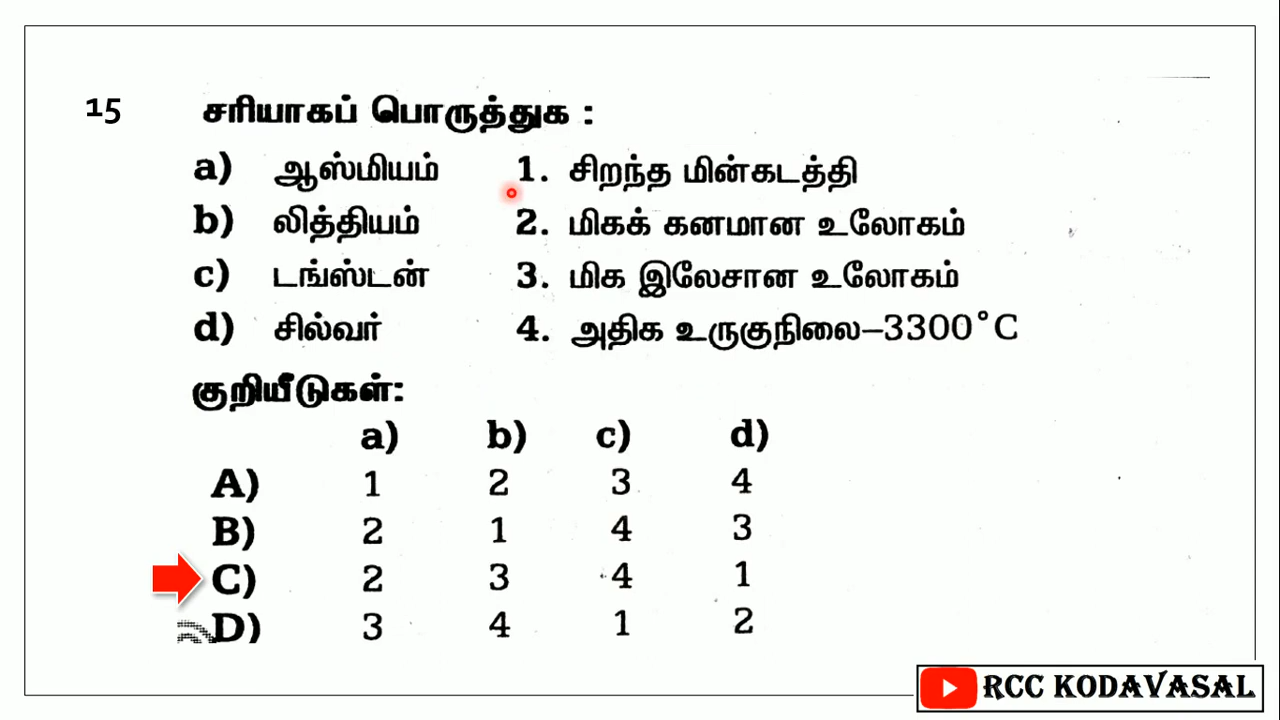 15 சரியாகப் பொருத்துக :
a) ஆஸ்மியம் 1. சிறந்த மின்கடத்தி
b) லித்தியம் 2. மிகக் கனமான உலோகம்
c) டங்ஸ்டன் 3. மிக இலேசான உலோகம்
d) சில்வர் 4. அதிக உருகுநிலை–3300°C
குறியீடுகள்:
a) b) c) d)
A) 1 2 3 4
B) 2 1 4 3
C) 2 3 4 1
D) 3 4 1 2
RCC KODAVASAL